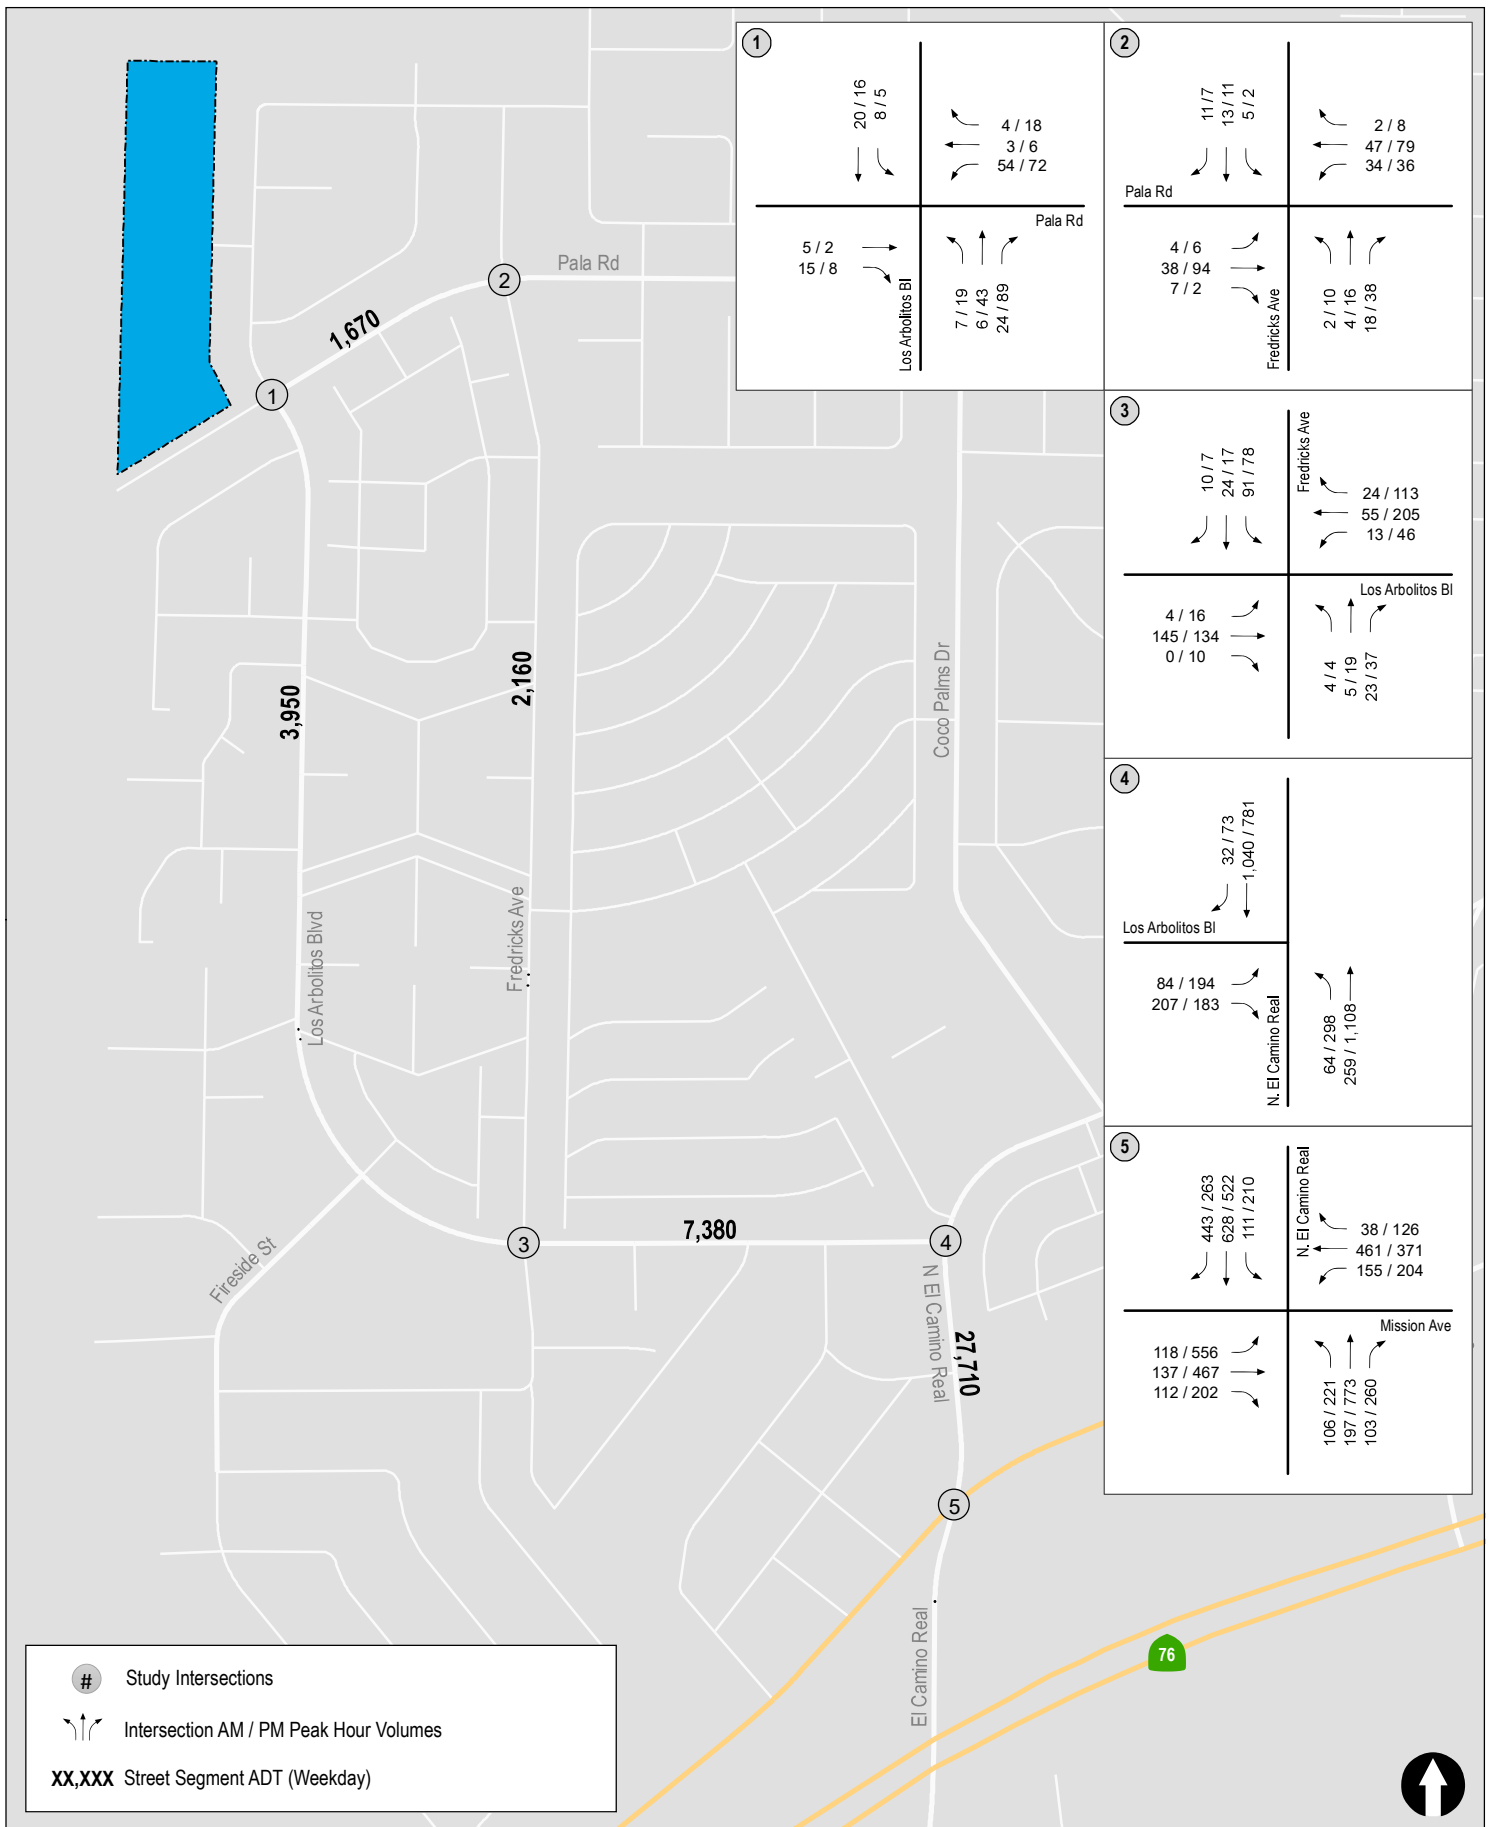 1
20 / 16
8 / 5
4 / 18
3 / 6
54 / 72
Pala Rd
5 / 2
15 / 8
Los Arbolitos Bl
7 / 19
6 / 43
24 / 89
2
11 / 7
13 / 11
5 / 2
2 / 8
47 / 79
34 / 36
Pala Rd
4 / 6
38 / 94
7 / 2
Fredricks Ave
2 / 10
4 / 16
18 / 38
3
10 / 7
24 / 17
91 / 78
Fredricks Ave
24 / 113
55 / 205
13 / 46
Los Arbolitos Bl
4 / 16
145 / 134
0 / 10
4 / 4
5 / 19
23 / 37
4
32 / 73
1,040 / 781
Los Arbolitos Bl
84 / 194
207 / 183
N. El Camino Real
64 / 298
259 / 1,108
5
443 / 263
628 / 522
111 / 210
N. El Camino Real
38 / 126
461 / 371
155 / 204
Mission Ave
118 / 556
137 / 467
112 / 202
106 / 221
197 / 773
103 / 260
Pala Rd
2
1,670
1
3,950
2,160
Coco Palms Dr
Los Arbolitos Blvd
Fredricks Ave
Fireside St
3
7,380
4
N El Camino Real
27,710
5
El Camino Real
76
# Study Intersections
Intersection AM / PM Peak Hour Volumes
XX,XXX Street Segment ADT (Weekday)